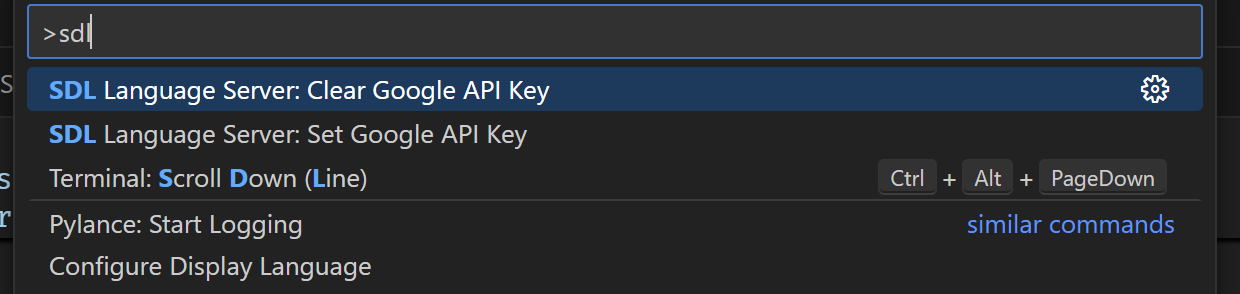 >sdl
SDL Language Server: Clear Google API Key
S
SDL Language Server: Set Google API Key
Terminal: Scroll Down (Line) Ctrl + Alt + PageDown
s
Pylance: Start Logging similar commands
r
Configure Display Language